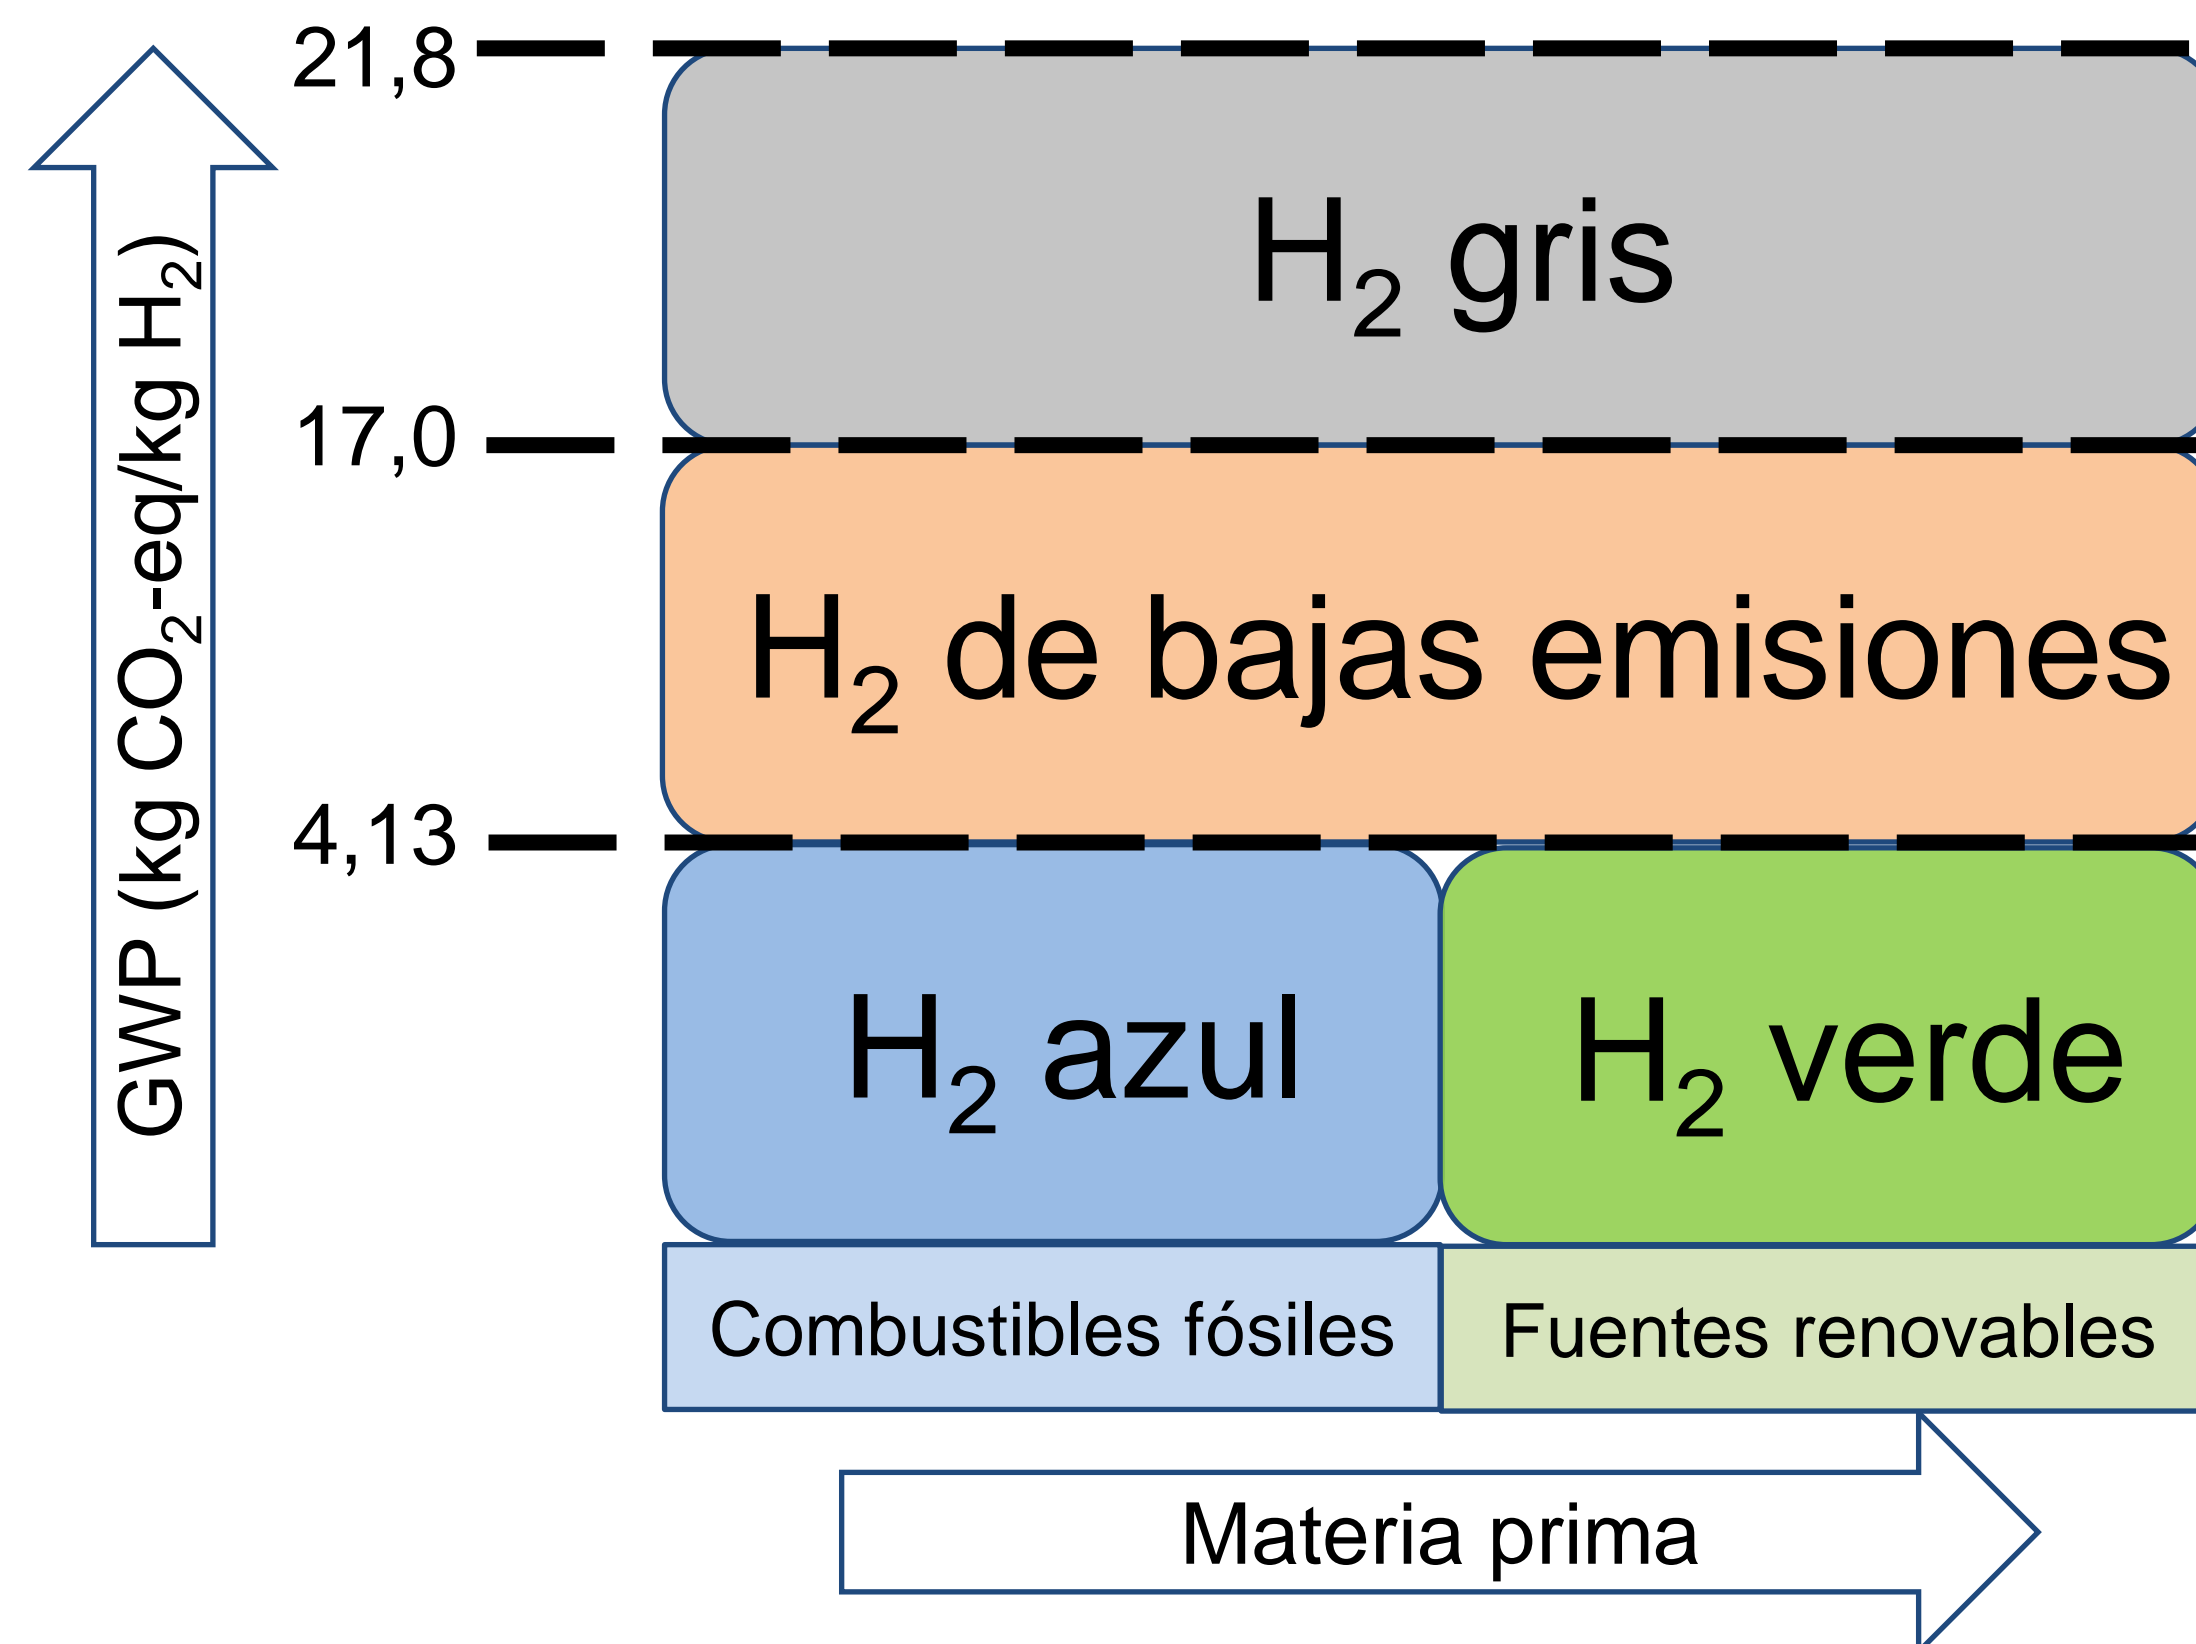 21,8
H₂ gris
17,0
H₂ de bajas emisiones
4,13
GWP (kg CO₂-eq/kg H₂)
H₂ azul
H₂ verde
Combustibles fósiles
Fuentes renovables
Materia prima